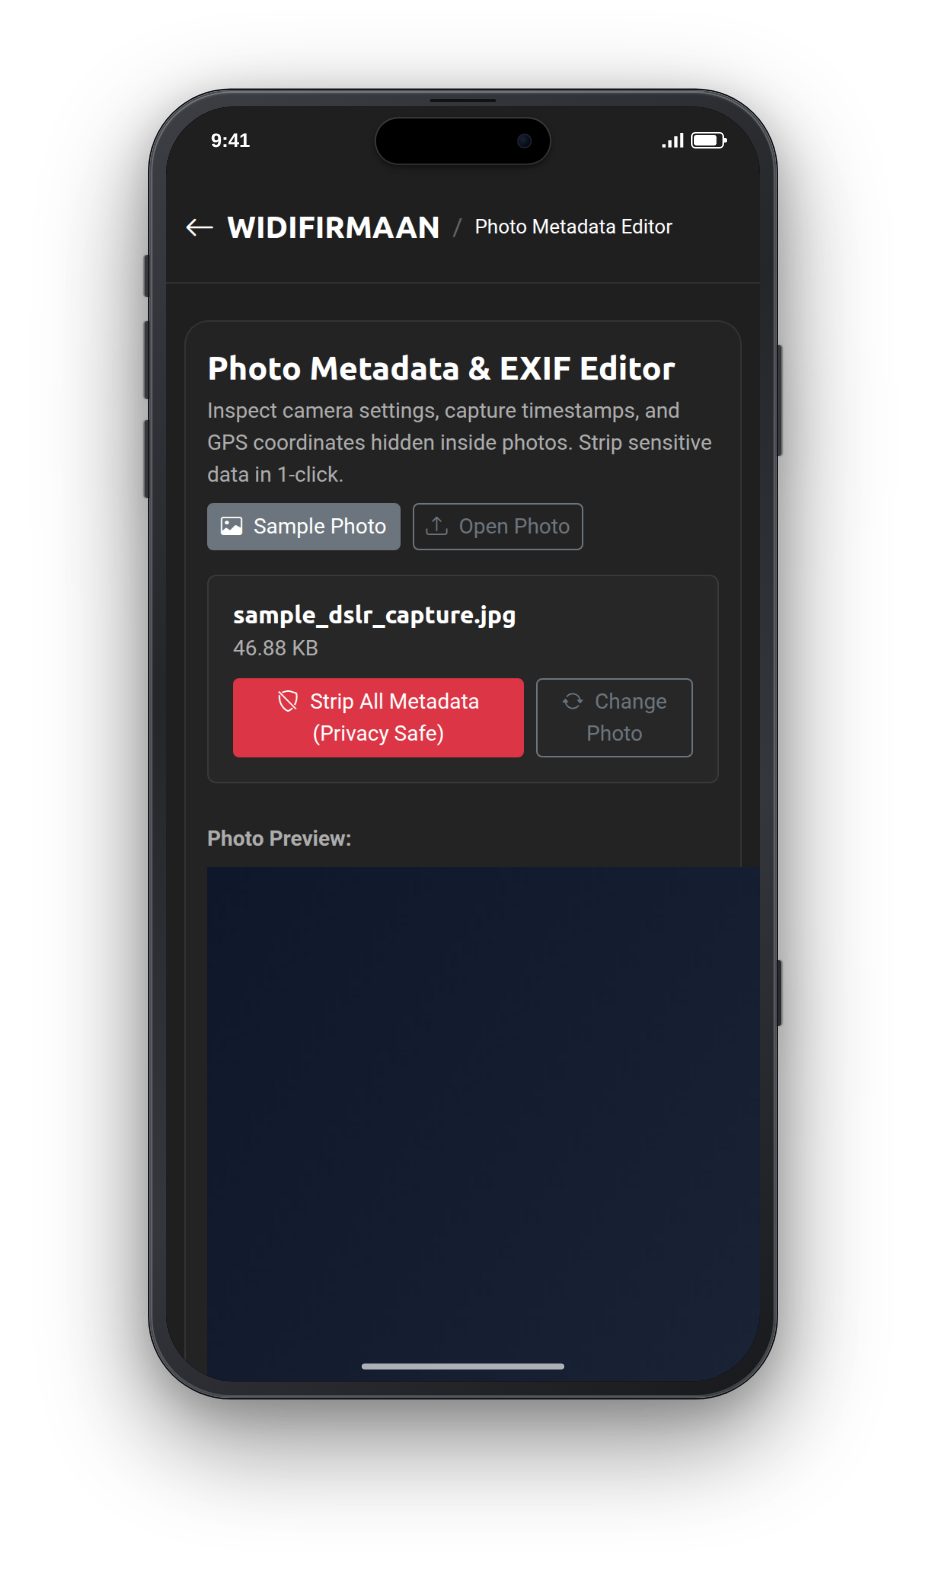 9:41
WIDIFIRMAAN / Photo Metadata Editor
Photo Metadata & EXIF Editor
Inspect camera settings, capture timestamps, and
GPS coordinates hidden inside photos. Strip sensitive
data in 1-click.
Sample Photo Open Photo
sample_dslr_capture.jpg
46.88 KB
Strip All Metadata
(Privacy Safe)
Change
Photo
Photo Preview: